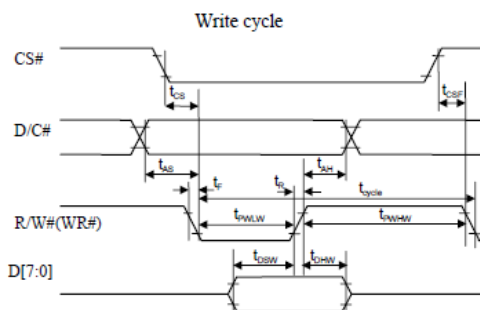 Write cycle
CS#
tCS
tCSF
D/C#
tAS
tAH
tF
tR
tcycle
R/W#(WR#)
tPWLW
tPWHW
tDSW
tDHW
D[7:0]